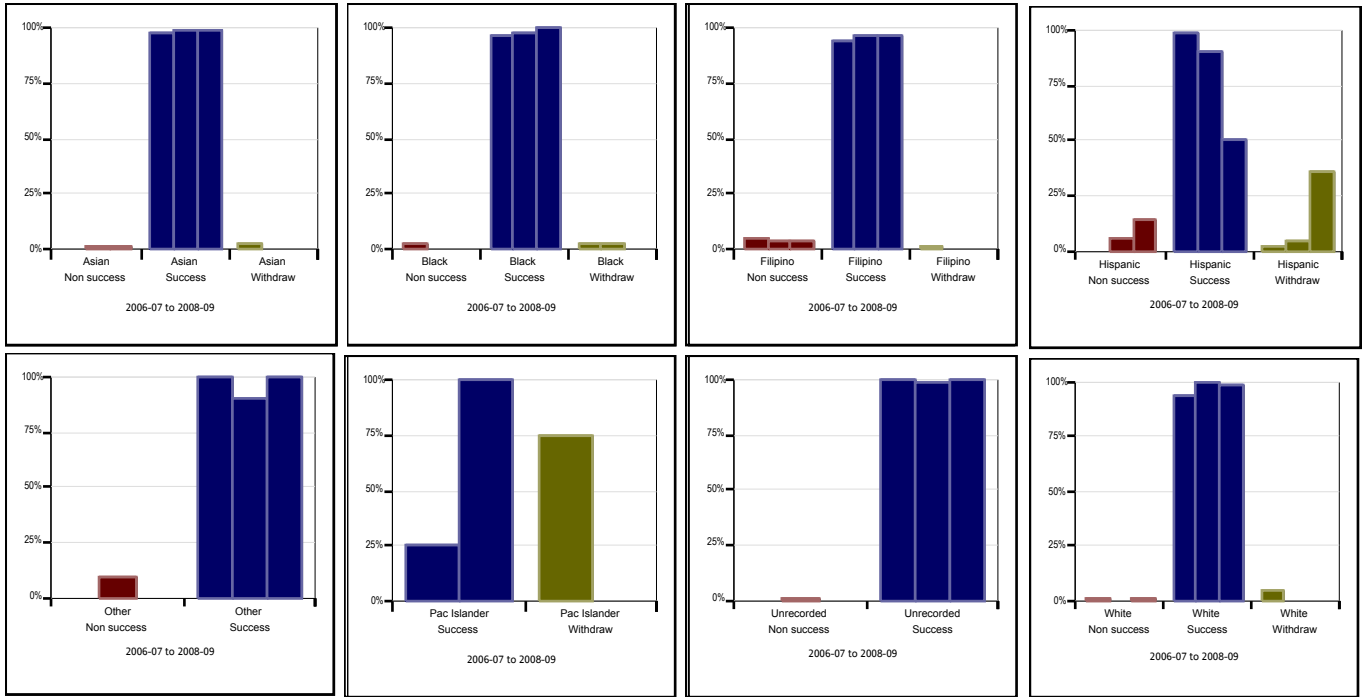 100%
75%
50%
25%
0%
Asian Asian Asian
Non success Success Withdraw
2006-07 to 2008-09
100%
75%
50%
25%
0%
Black Black Black
Non success Success Withdraw
2006-07 to 2008-09
100%
75%
50%
25%
0%
Filipino Filipino Filipino
Non success Success Withdraw
2006-07 to 2008-09
100%
75%
50%
25%
0%
Hispanic Hispanic Hispanic
Non success Success Withdraw
2006-07 to 2008-09
100%
75%
50%
25%
0%
Other Other
Non success Success
2006-07 to 2008-09
100%
75%
50%
25%
0%
Pac Islander Pac Islander
Success Withdraw
2006-07 to 2008-09
100%
75%
50%
25%
0%
Unrecorded Unrecorded
Non success Success
2006-07 to 2008-09
100%
75%
50%
25%
0%
White White White
Non success Success Withdraw
2006-07 to 2008-09